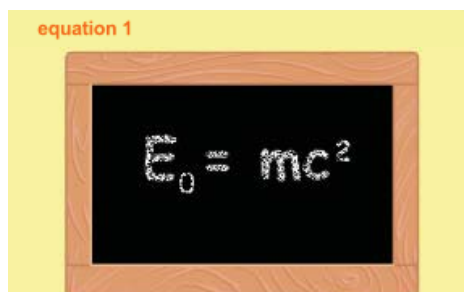 equation 1
E₀ = mc²